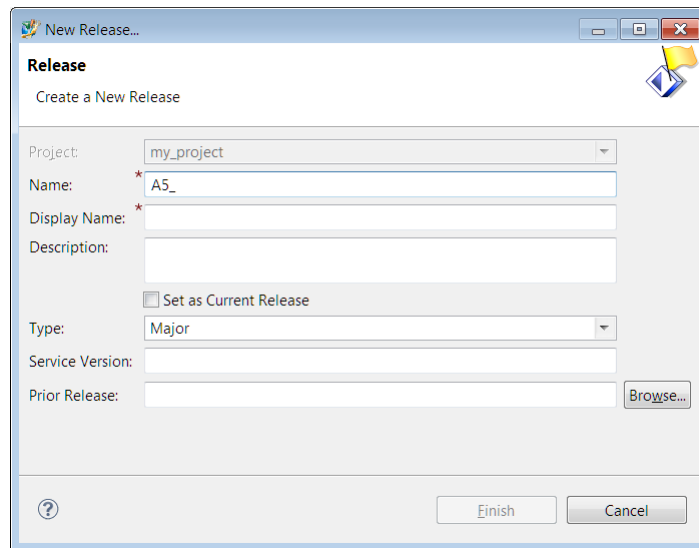 New Release...
Release
Create a New Release
Project: my_project
Name: * A5_
Display Name: *
Description:
Set as Current Release
Type: Major
Service Version:
Prior Release: Browse...
? Finish Cancel